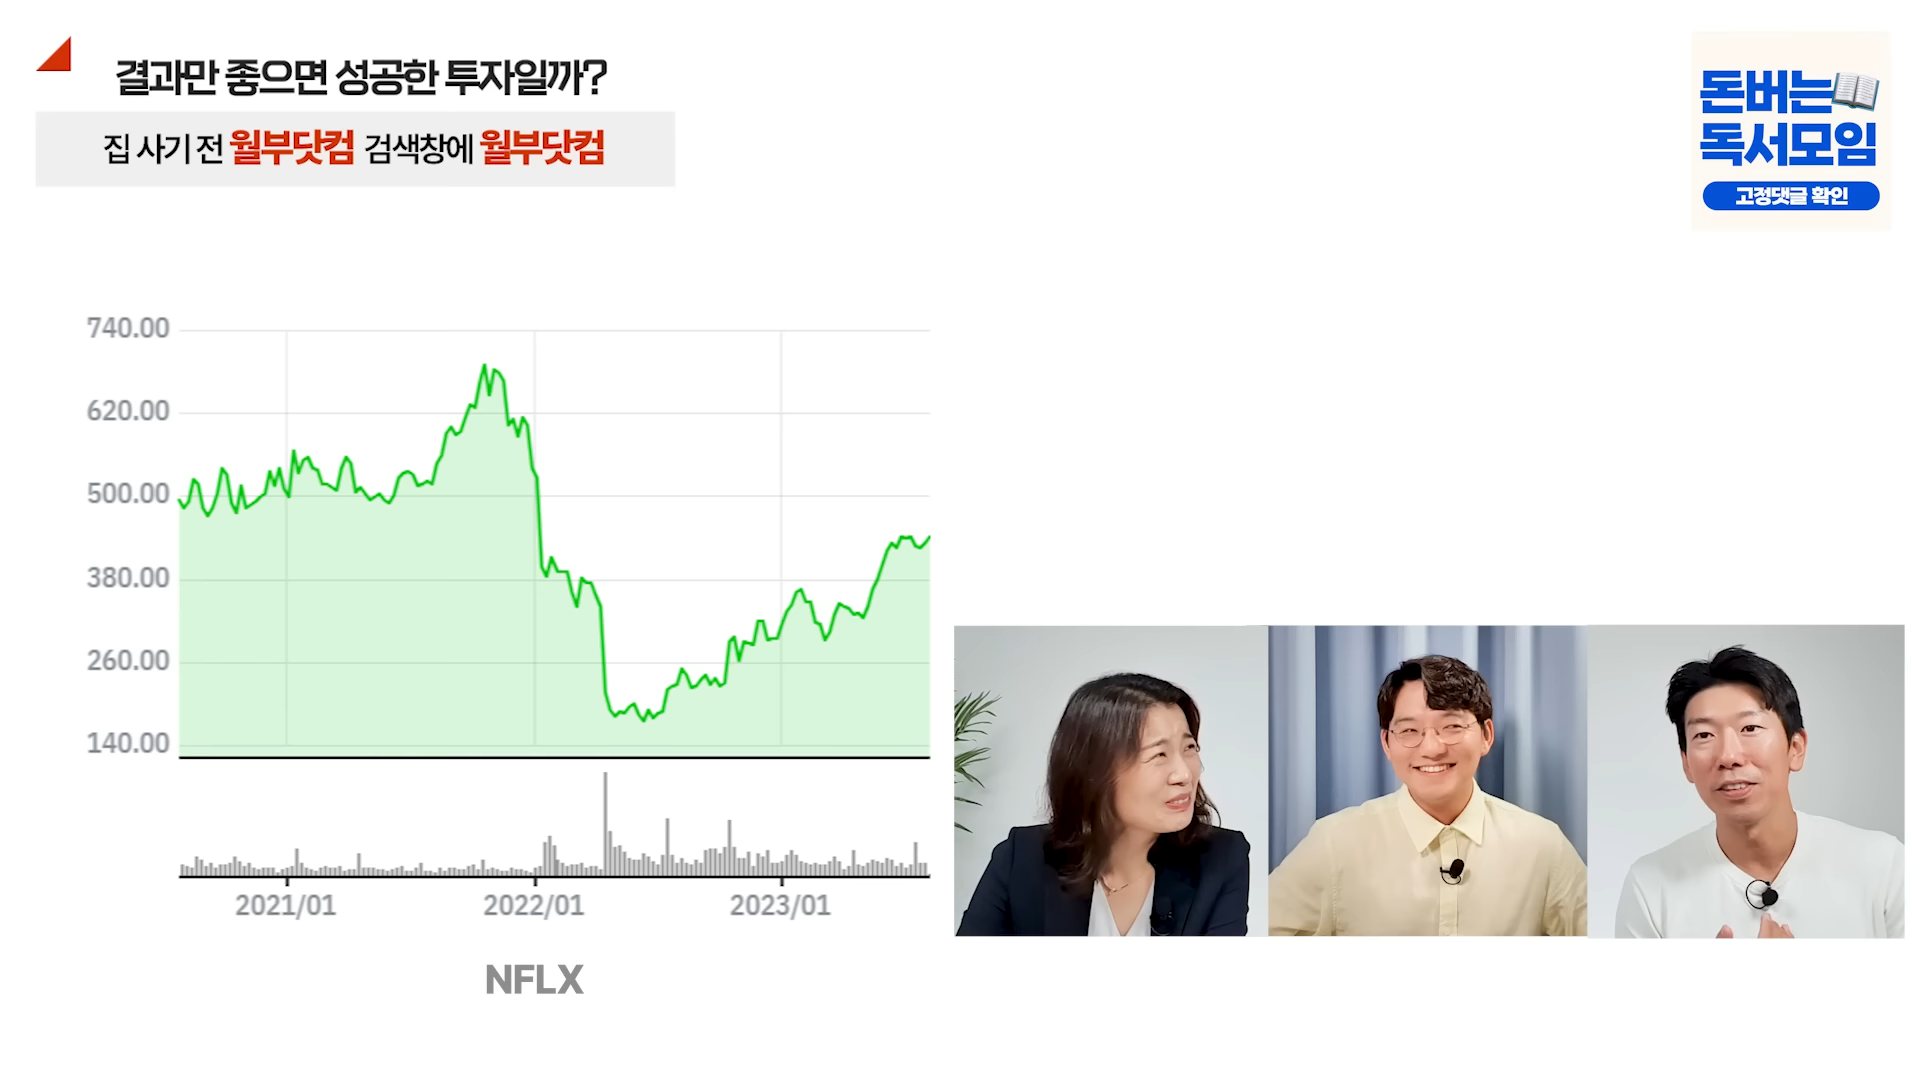 결과만 좋으면 성공한 투자일까?
집 사기 전 월부닷컴 검색창에 월부닷컴
돈버는
독서모임
고정댓글 확인
740.00
620.00
500.00
380.00
260.00
140.00
2021/01 2022/01 2023/01
NFLX